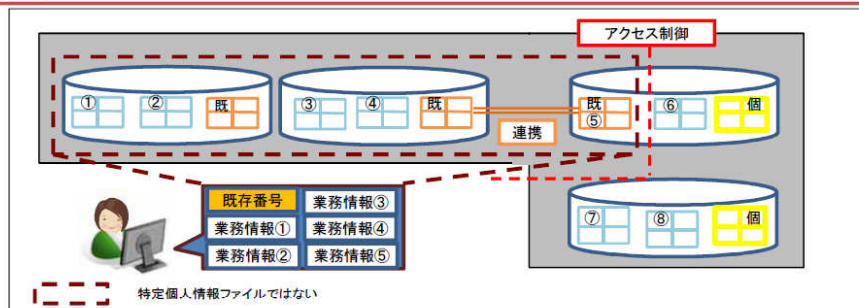 アクセス制御
① ② 既 ③ ④ 既 既 ⑤ ⑥ 個
連携
既存番号 業務情報③
業務情報① 業務情報④
業務情報② 業務情報⑤
⑦ ⑧ 個
特定個人情報ファイルではない